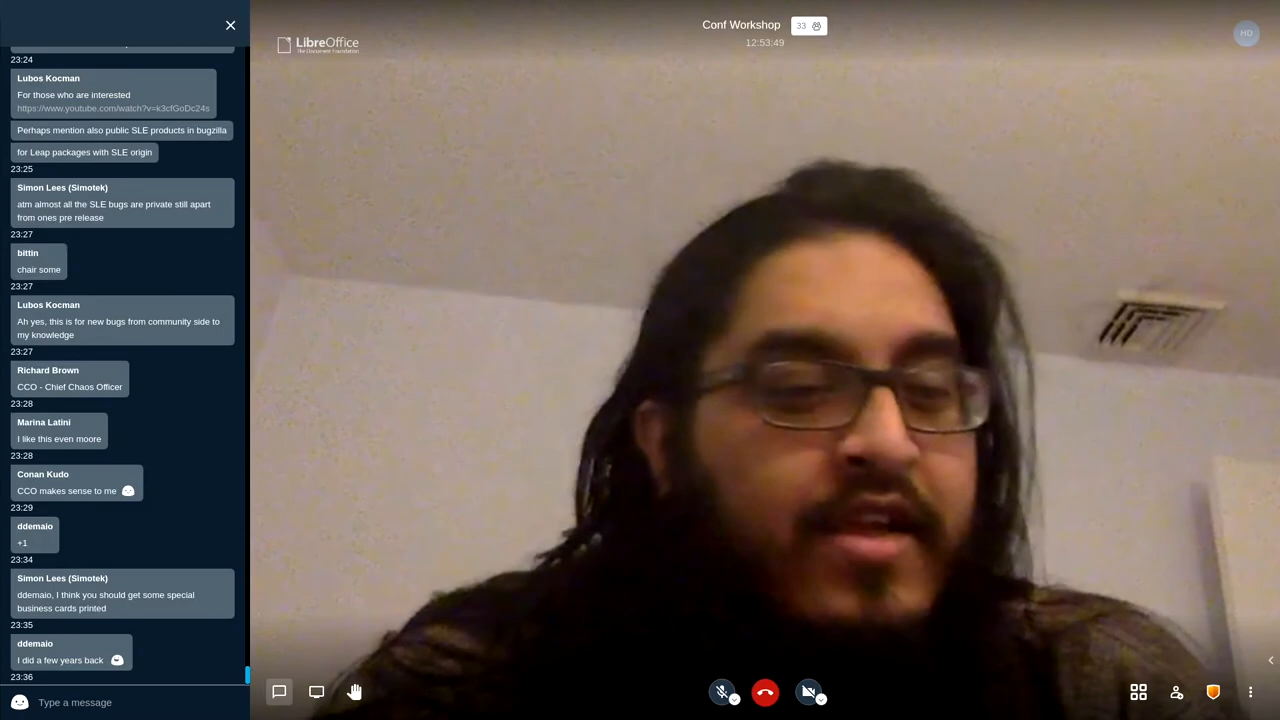 23:24
Lubos Kocman
For those who are interested
https://www.youtube.com/watch?v=k3cfGoDc24s
Perhaps mention also public SLE products in bugzilla
for Leap packages with SLE origin
23:25
Simon Lees (Simotek)
atm almost all the SLE bugs are private still apart
from ones pre release
23:27
bittin
chair some
23:27
Lubos Kocman
Ah yes, this is for new bugs from community side to
my knowledge
23:27
Richard Brown
CCO - Chief Chaos Officer
23:28
Marina Latini
I like this even moore
23:28
Conan Kudo
CCO makes sense to me
23:29
ddemaio
+1
23:34
Simon Lees (Simotek)
ddemaio, I think you should get some special
business cards printed
23:35
ddemaio
I did a few years back
23:36
Type a message
LibreOffice
The Document Foundation
Conf Workshop 33
12:53:49
HD